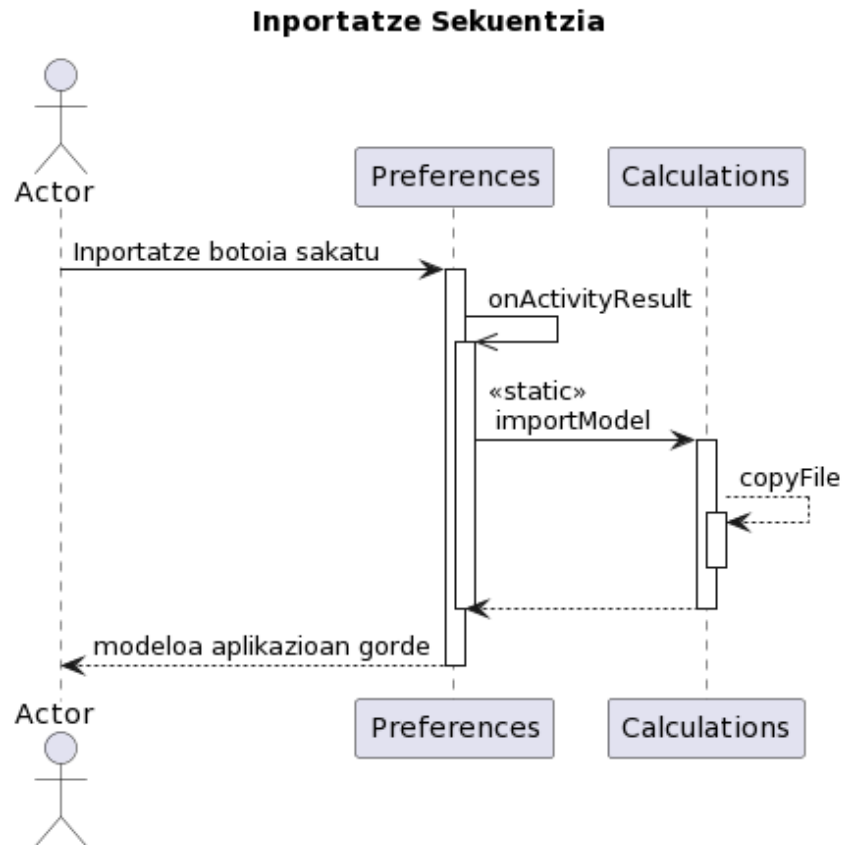 Inportatze Sekuentzia
Actor
Preferences
Calculations
Inportatze botoia sakatu
onActivityResult
«static»
importModel
copyFile
modeloa aplikazioan gorde
Actor
Preferences
Calculations